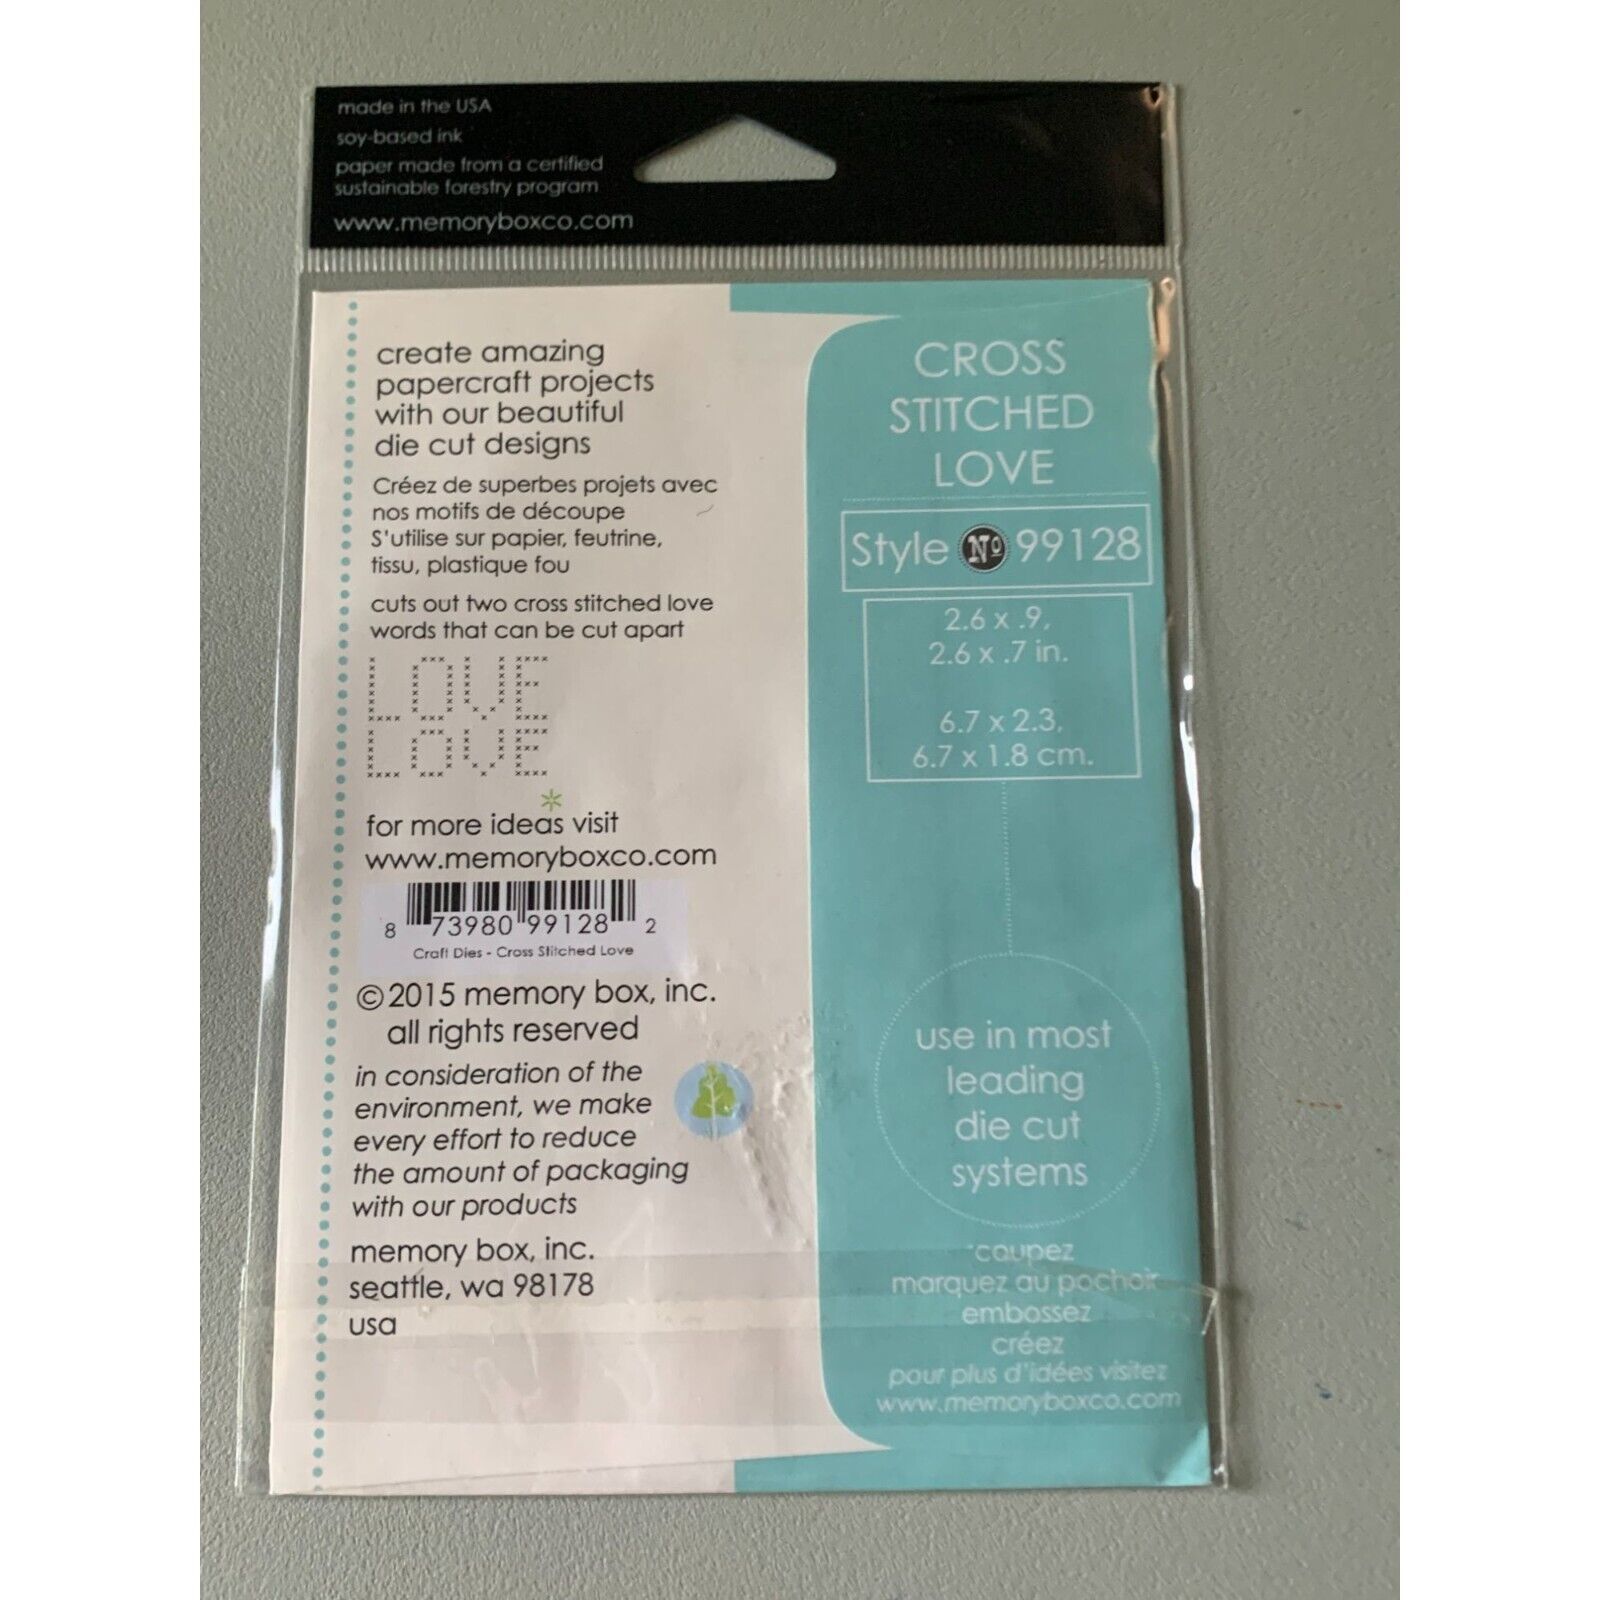 made in the USA
soy-based ink
paper made from a certified
sustainable forestry program
www.memoryboxco.com
create amazing
papercraft projects
with our beautiful
die cut designs
Créez de superbes projets avec
nos motifs de découpe
S'utilise sur papier, feutrine,
tissu, plastique fou
cuts out two cross stitched love
words that can be cut apart
LOVE
LOVE
for more ideas visit
www.memoryboxco.com
8 73980 99128 2
Craft Dies - Cross Stitched Love
©2015 memory box, inc.
all rights reserved
in consideration of the
environment, we make
every effort to reduce
the amount of packaging
with our products
memory box, inc.
seattle, wa 98178
usa
CROSS
STITCHED
LOVE
Style No 99128
2.6 x .9,
2.6 x .7 in.
6.7 x 2.3,
6.7 x 1.8 cm.
use in most
leading
die cut
systems
coupez
marquez au pochoir
embossez
créez
pour plus d'idées visitez
www.memoryboxco.com